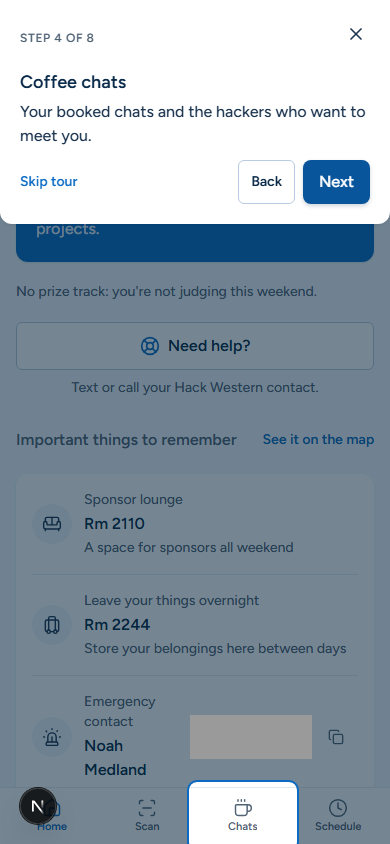 STEP 4 OF 8
Coffee chats
Your booked chats and the hackers who want to
meet you.
Skip tour
Back
Next
projects.
No prize track: you're not judging this weekend.
Need help?
Text or call your Hack Western contact.
Important things to remember
See it on the map
Sponsor lounge
Rm 2110
A space for sponsors all weekend
Leave your things overnight
Rm 2244
Store your belongings here between days
Emergency
contact
Noah
Medland
N
Home
Scan
Chats
Schedule